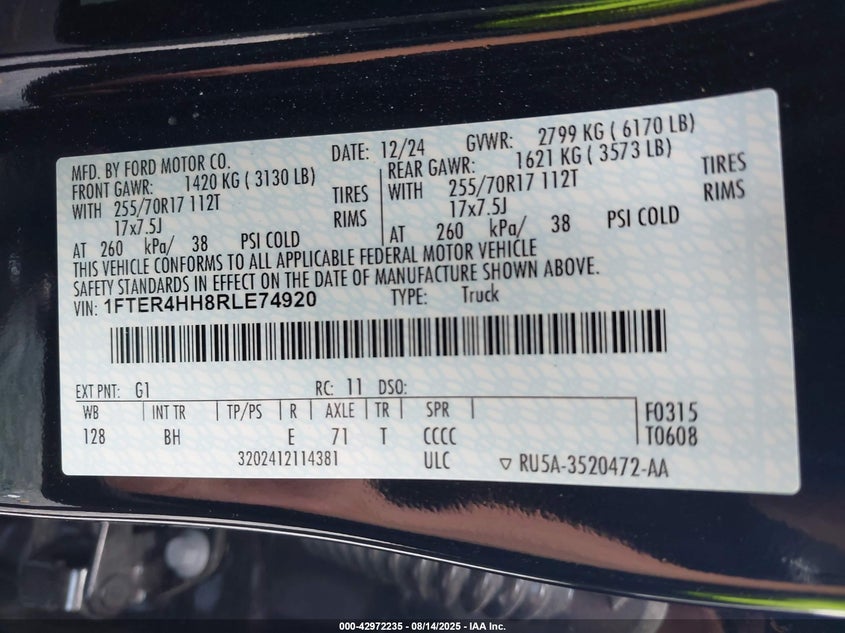 MFD. BY FORD MOTOR CO. DATE: 12/24 GVWR: 2799 KG ( 6170 LB)
FRONT GAWR: 1420 KG ( 3130 LB) REAR GAWR: 1621 KG ( 3573 LB)
WITH 255/70R17 112T TIRES WITH 255/70R17 112T TIRES
17x7.5J RIMS 17x7.5J RIMS
AT 260 kPa/ 38 PSI COLD AT 260 kPa/ 38 PSI COLD
THIS VEHICLE CONFORMS TO ALL APPLICABLE FEDERAL MOTOR VEHICLE
SAFETY STANDARDS IN EFFECT ON THE DATE OF MANUFACTURE SHOWN ABOVE.
VIN: 1FTER4HH8RLE74920 TYPE: Truck
EXT PNT: G1 RC: 11 DSO:
WB INT TR TP/PS R AXLE TR SPR F0315
128 BH E 71 T CCCC T0608
3202412114381 ULC ▽ RU5A-3520472-AA
000-42972235 - 08/14/2025 - IAA Inc.